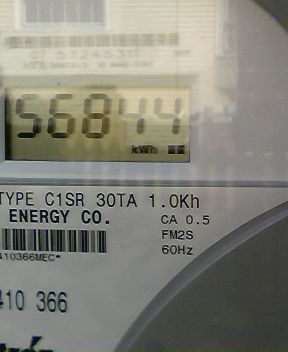 56844
kWh
TYPE C1SR 30TA 1.0Kh
ENERGY CO.
CA 0.5
FM2S
60Hz
410366MEC*
410 366